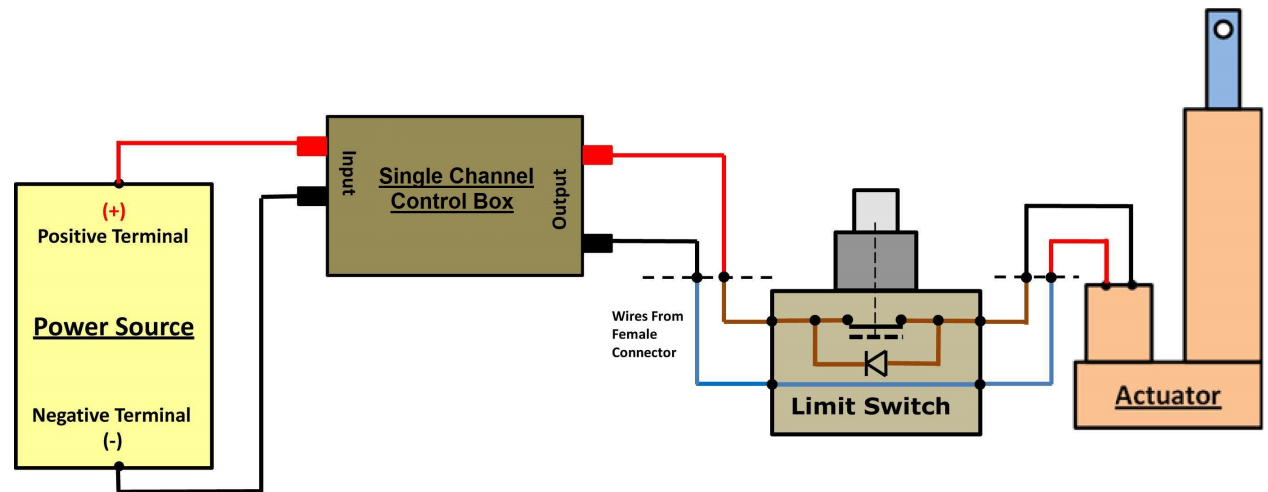 (+)
Positive Terminal
Power Source
Negative Terminal
(-)
Input
Single Channel
Control Box
Output
Wires From
Female
Connector
Limit Switch
Actuator